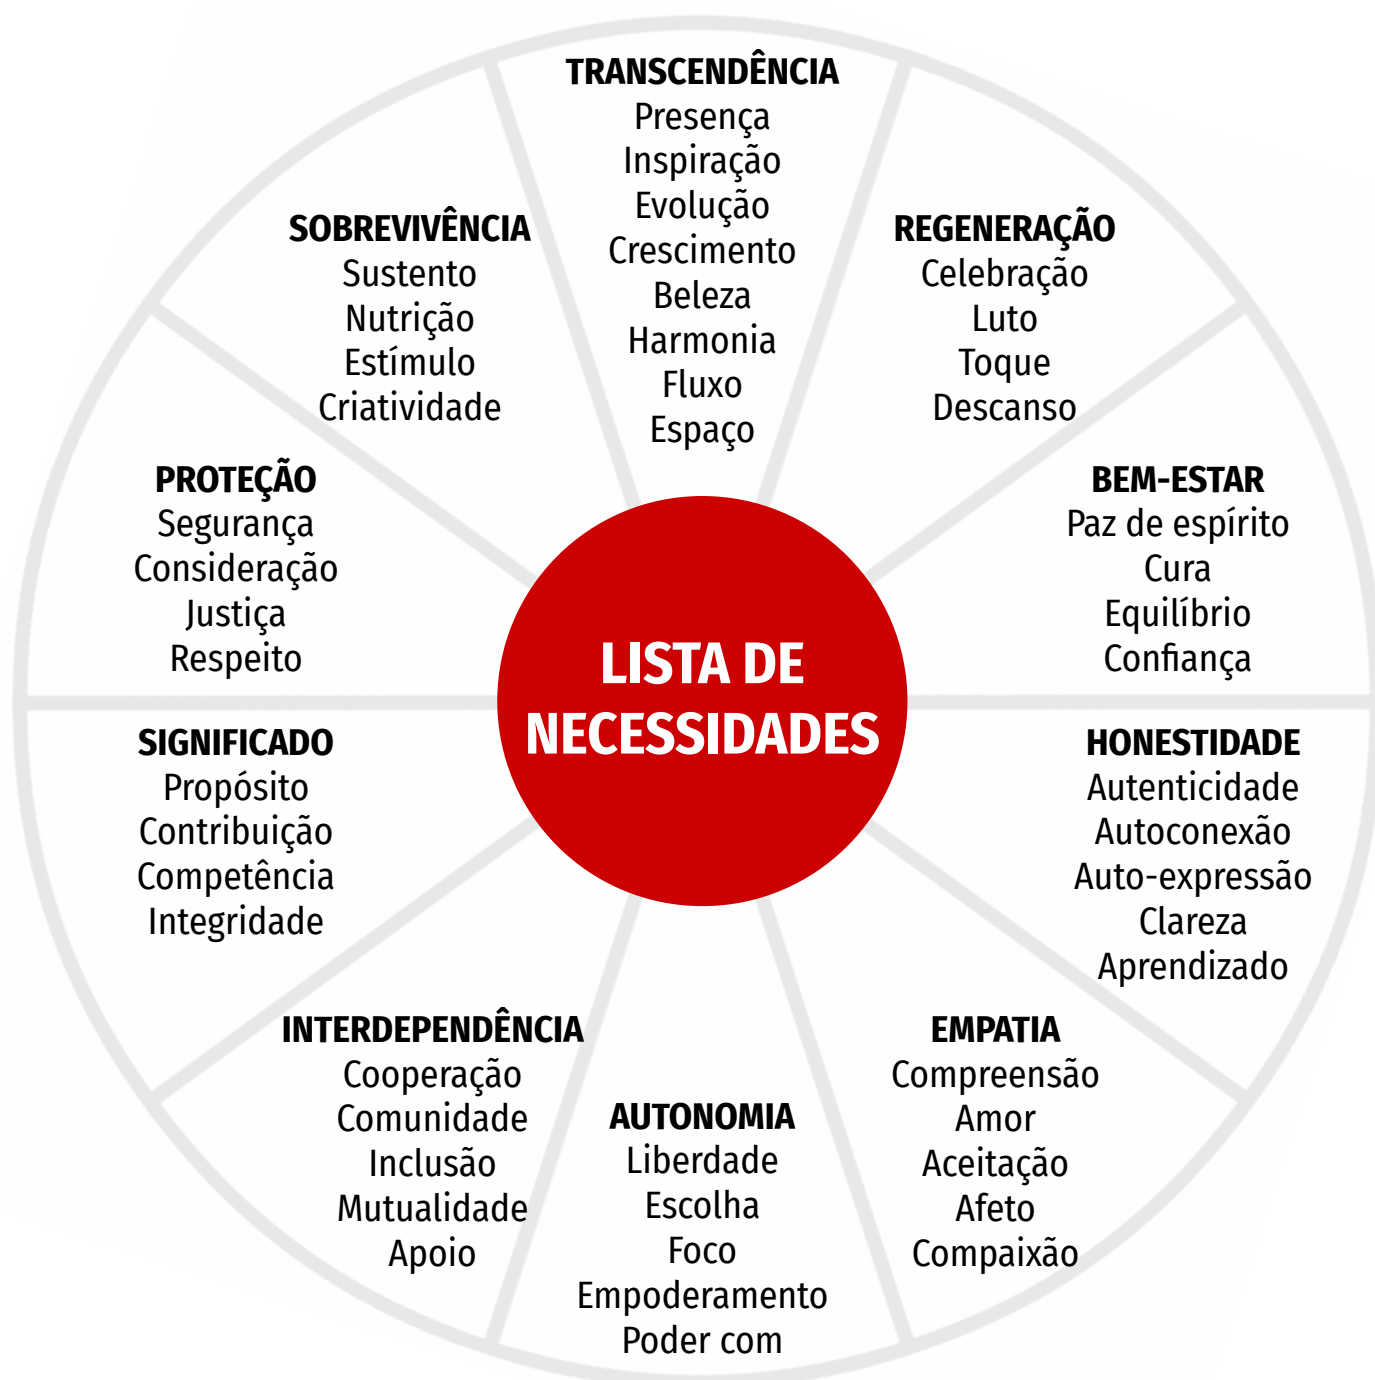 TRANSCENDÊNCIA
Presença
Inspiração
Evolução
Crescimento
Beleza
Harmonia
Fluxo
Espaço
REGENERAÇÃO
Celebração
Luto
Toque
Descanso
BEM-ESTAR
Paz de espírito
Cura
Equilíbrio
Confiança
HONESTIDADE
Autenticidade
Autoconexão
Auto-expressão
Clareza
Aprendizado
EMPATIA
Compreensão
Amor
Aceitação
Afeto
Compaixão
AUTONOMIA
Liberdade
Escolha
Foco
Empoderamento
Poder com
INTERDEPENDÊNCIA
Cooperação
Comunidade
Inclusão
Mutualidade
Apoio
SIGNIFICADO
Propósito
Contribuição
Competência
Integridade
PROTEÇÃO
Segurança
Consideração
Justiça
Respeito
SOBREVIVÊNCIA
Sustento
Nutrição
Estímulo
Criatividade
LISTA DE
NECESSIDADES